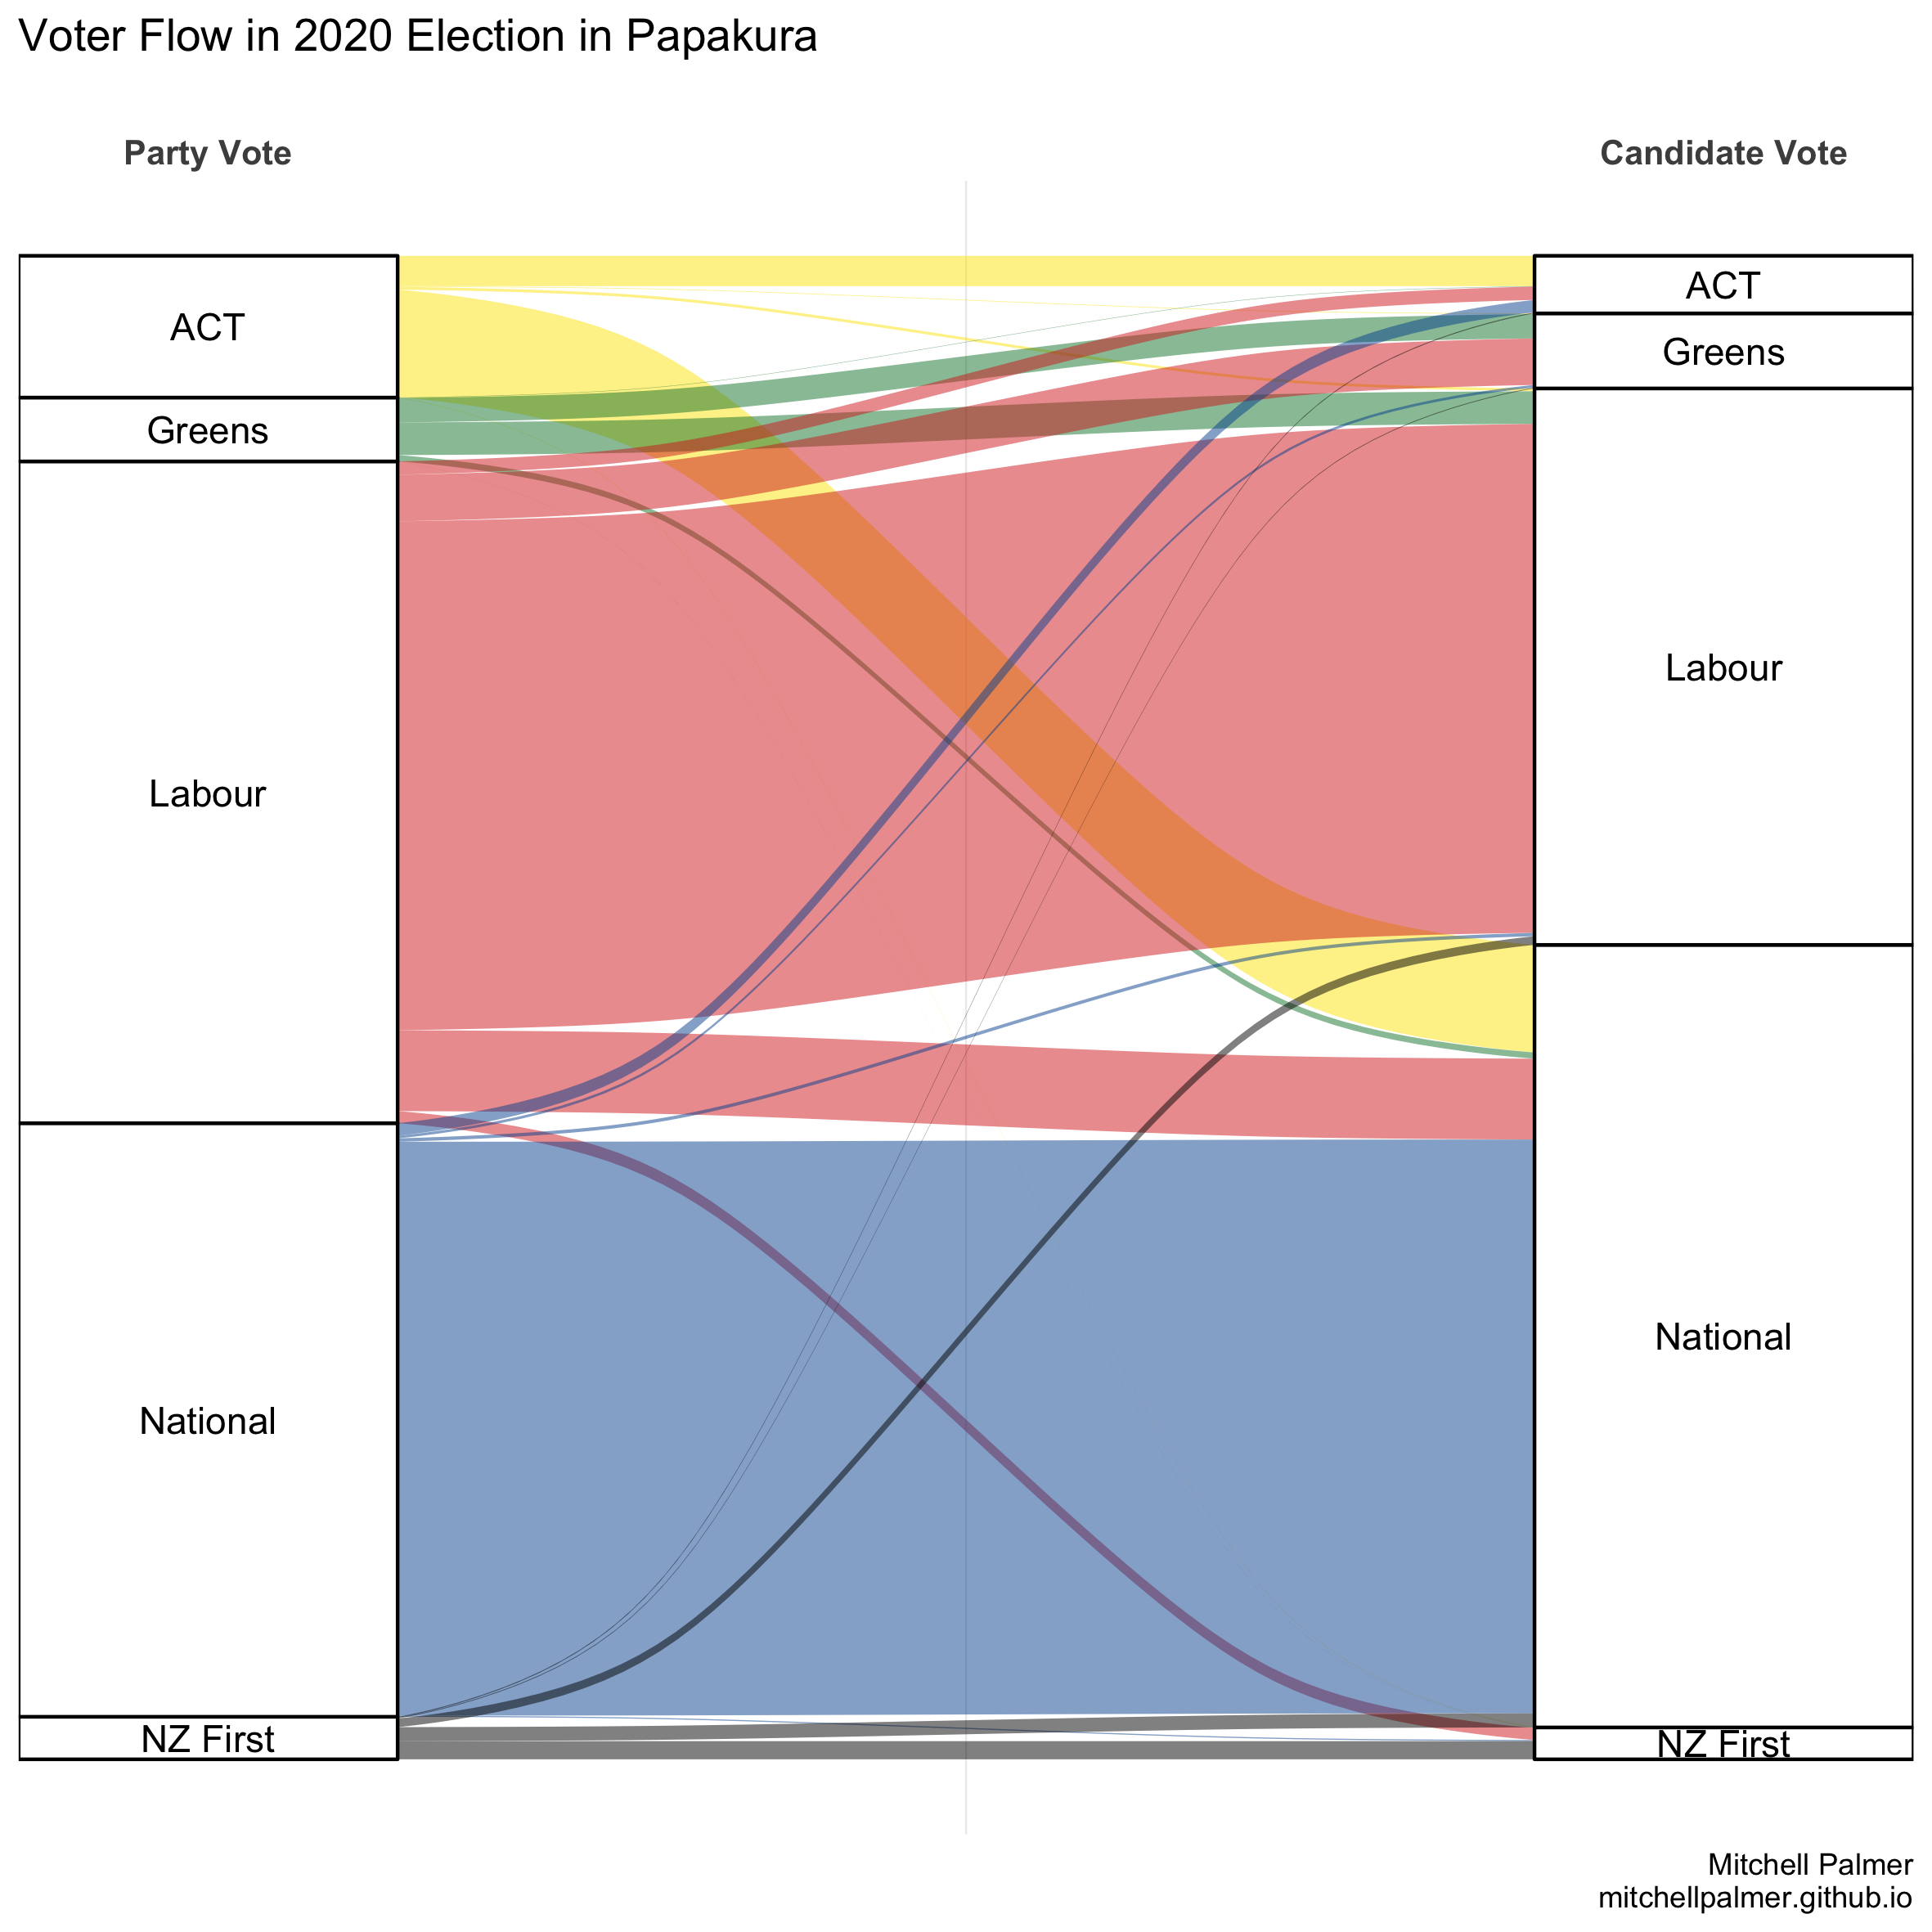 Voter Flow in 2020 Election in Papakura
Party Vote
Candidate Vote
ACT
Greens
Labour
National
NZ First
ACT
Greens
Labour
National
NZ First
Mitchell Palmer
mitchellpalmer.github.io